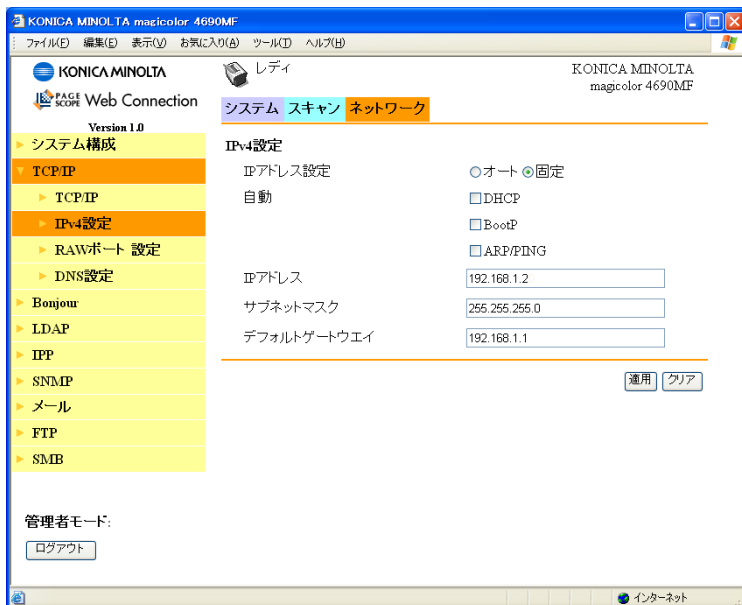 KONICA MINOLTA magicolor 4690MF
ファイル(F) 編集(E) 表示(V) お気に入り(A) ツール(T) ヘルプ(H)
KONICA MINOLTA
レディ
KONICA MINOLTA
magicolor 4690MF
PAGE SCOPE Web Connection
Version 1.0
システム スキャン ネットワーク
システム構成
TCP/IP
TCP/IP
IPv4設定
RAWポート 設定
DNS設定
Bonjour
LDAP
IPP
SNMP
メール
FTP
SMB
管理者モード:
ログアウト
IPv4設定
IPアドレス設定 オート 固定
自動 DHCP
BootP
ARP/PING
IPアドレス 192.168.1.2
サブネットマスク 255.255.255.0
デフォルトゲートウエイ 192.168.1.1
適用 クリア
インターネット